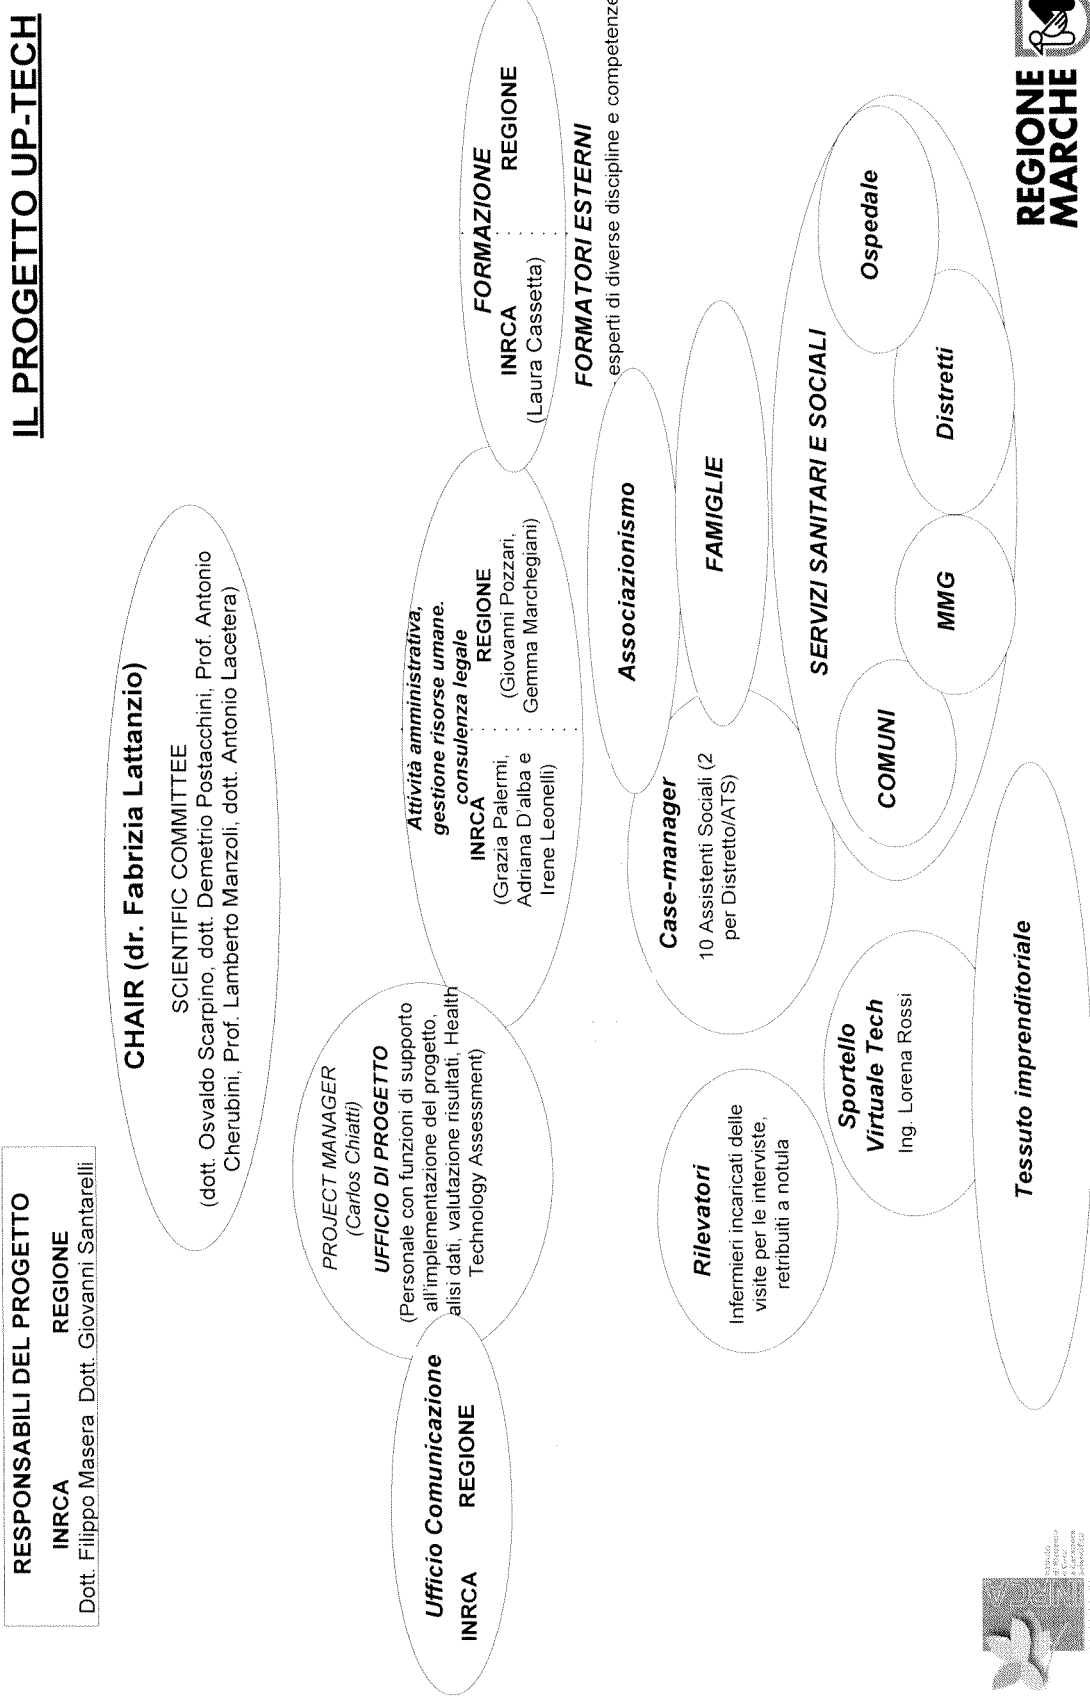 IL PROGETTO UP-TECH
RESPONSABILI DEL PROGETTO
INRCA REGIONE
Dott. Filippo Masera Dott. Giovanni Santarelli
CHAIR (dr. Fabrizia Lattanzio)
SCIENTIFIC COMMITTEE
(dott. Osvaldo Scarpino, dott. Demetrio Postacchini, Prof. Antonio
Cherubini, Prof. Lamberto Manzoli, dott. Antonio Lacetera)
PROJECT MANAGER
(Carlos Chiatti)
UFFICIO DI PROGETTO
(Personale con funzioni di supporto
all'implementazione del progetto,
alisi dati, valutazione risultati, Health
Technology Assessment)
Ufficio Comunicazione
INRCA REGIONE
Attività amministrativa,
gestione risorse umane.
consulenza legale
INRCA
(Grazia Palermi,
Adriana D'alba e
Irene Leonelli)
REGIONE
(Giovanni Pozzari,
Gemma Marchegiani)
FORMAZIONE
INRCA REGIONE
(Laura Cassetta)
FORMATORI ESTERNI
esperti di diverse discipline e competenze
Rilevatori
Infermieri incaricati delle
visite per le interviste,
retribuiti a notula
Case-manager
10 Assistenti Sociali (2
per Distretto/ATS)
Associazionismo
FAMIGLIE
Sportello
Virtuale Tech
Ing. Lorena Rossi
SERVIZI SANITARI E SOCIALI
COMUNI
MMG
Distretti
Ospedale
Tessuto imprenditoriale
INRCA
REGIONE
MARCHE